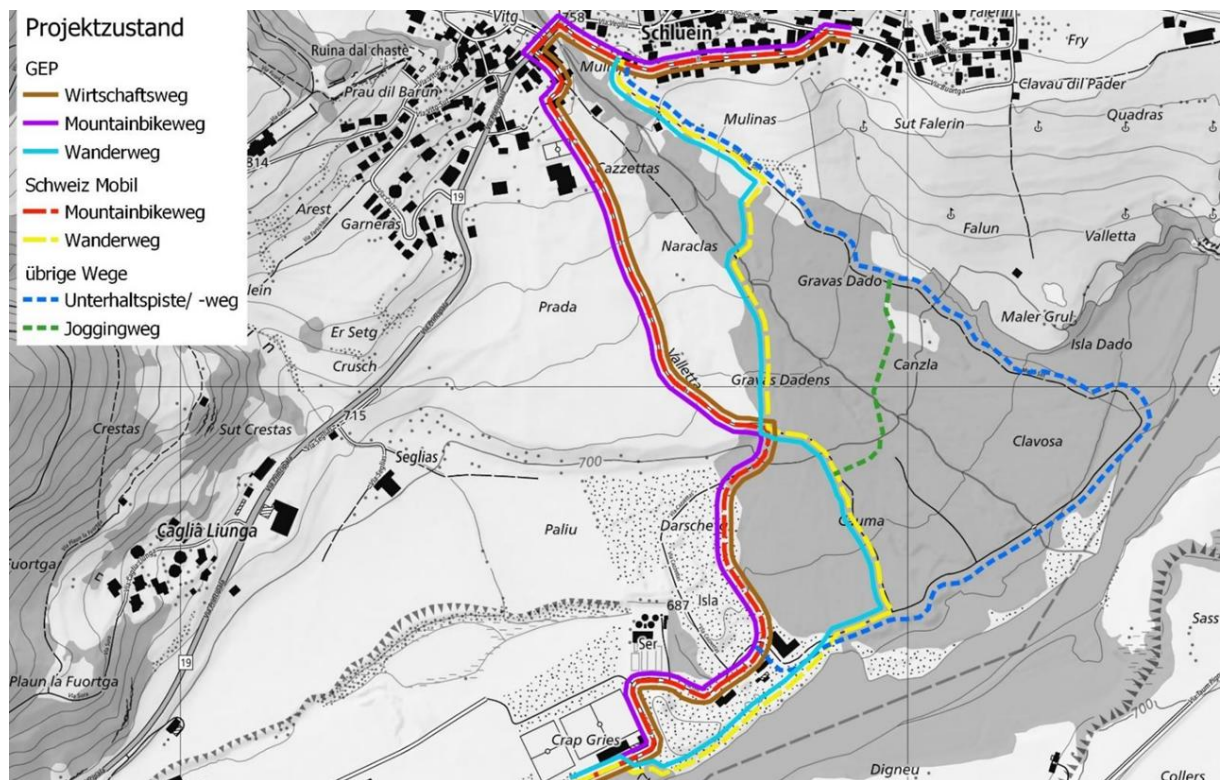 Projektzustand
GEP
Wirtschaftsweg
Mountainbikeweg
Wanderweg
Schweiz Mobil
Mountainbikeweg
Wanderweg
übrige Wege
Unterhaltspiste/ -weg
Joggingweg
Vitg
758
Schluein
Falerin
Fry
Ruina dal chastè
Prau dil Barun
Clavau dil Pader
Mulinas
Sut Falerin
Quadras
814
Arest
Garneras
19
Cazzettas
Naraclas
Falun
Valletta
Gravas Dado
Prada
Er Setg
Crusch
Maler Grul
Isla Dado
Valletta
Gravas Dadens
Canzla
Crestas
Sut Crestas
715
Seglias
700
Clavosa
Caglia Liunga
Paliu
Isla
687
Ser
Sass
19
Plaun la Fuortga
700
Crap Gries
Digneu
Collers